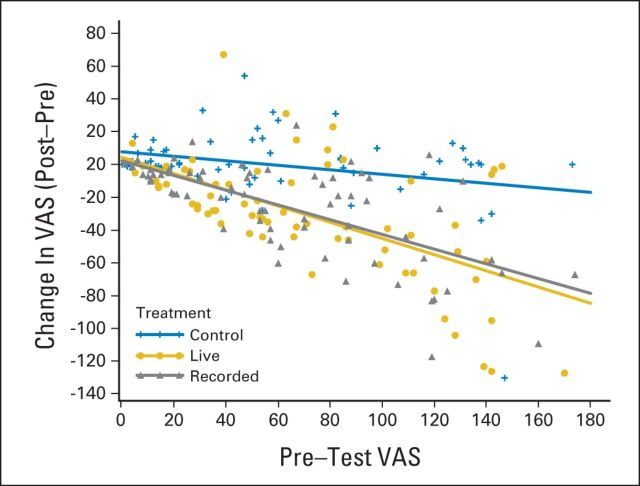 80
60
40
20
20
-20
-40
-60
-80
-100
-120
-140
Change In VAS (Post–Pre)
Treatment
Control
Live
Recorded
0 20 40 60 80 100 120 140 160 180
Pre–Test VAS